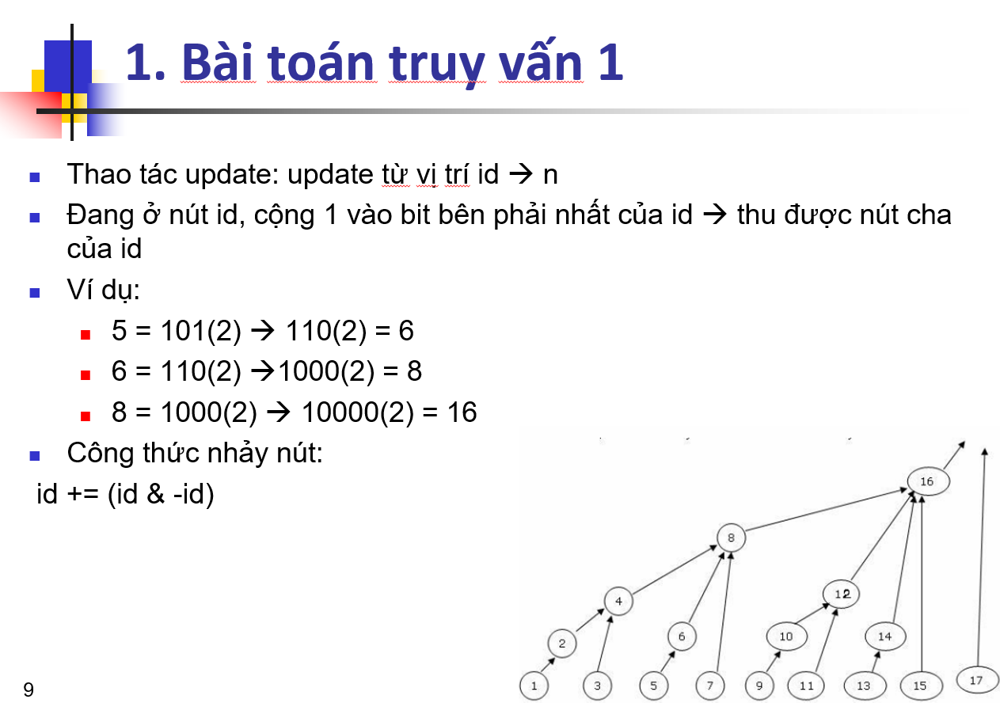 1. Bài toán truy vấn 1
Thao tác update: update từ vị trí id → n
Đang ở nút id, cộng 1 vào bit bên phải nhất của id → thu được nút cha
của id
Ví dụ:
5 = 101(2) → 110(2) = 6
6 = 110(2) →1000(2) = 8
8 = 1000(2) → 10000(2) = 16
Công thức nhảy nút:
id += (id & -id)
16
8
12
4
6
10
14
2
1
3
5
7
9
11
13
15
17
9